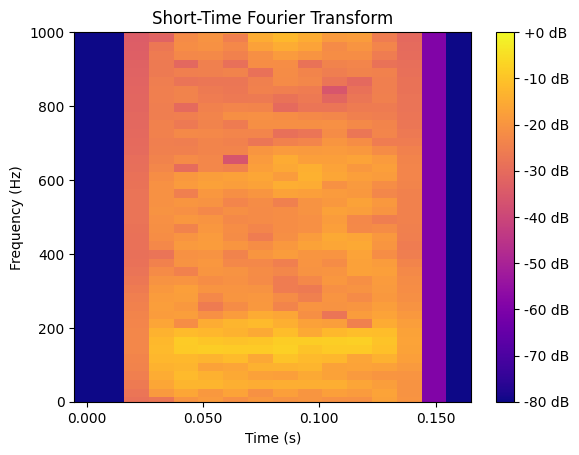 Short-Time Fourier Transform
1000
800
600
400
200
0
Frequency (Hz)
0.000
0.050
0.100
0.150
Time (s)
+0 dB
-10 dB
-20 dB
-30 dB
-40 dB
-50 dB
-60 dB
-70 dB
-80 dB